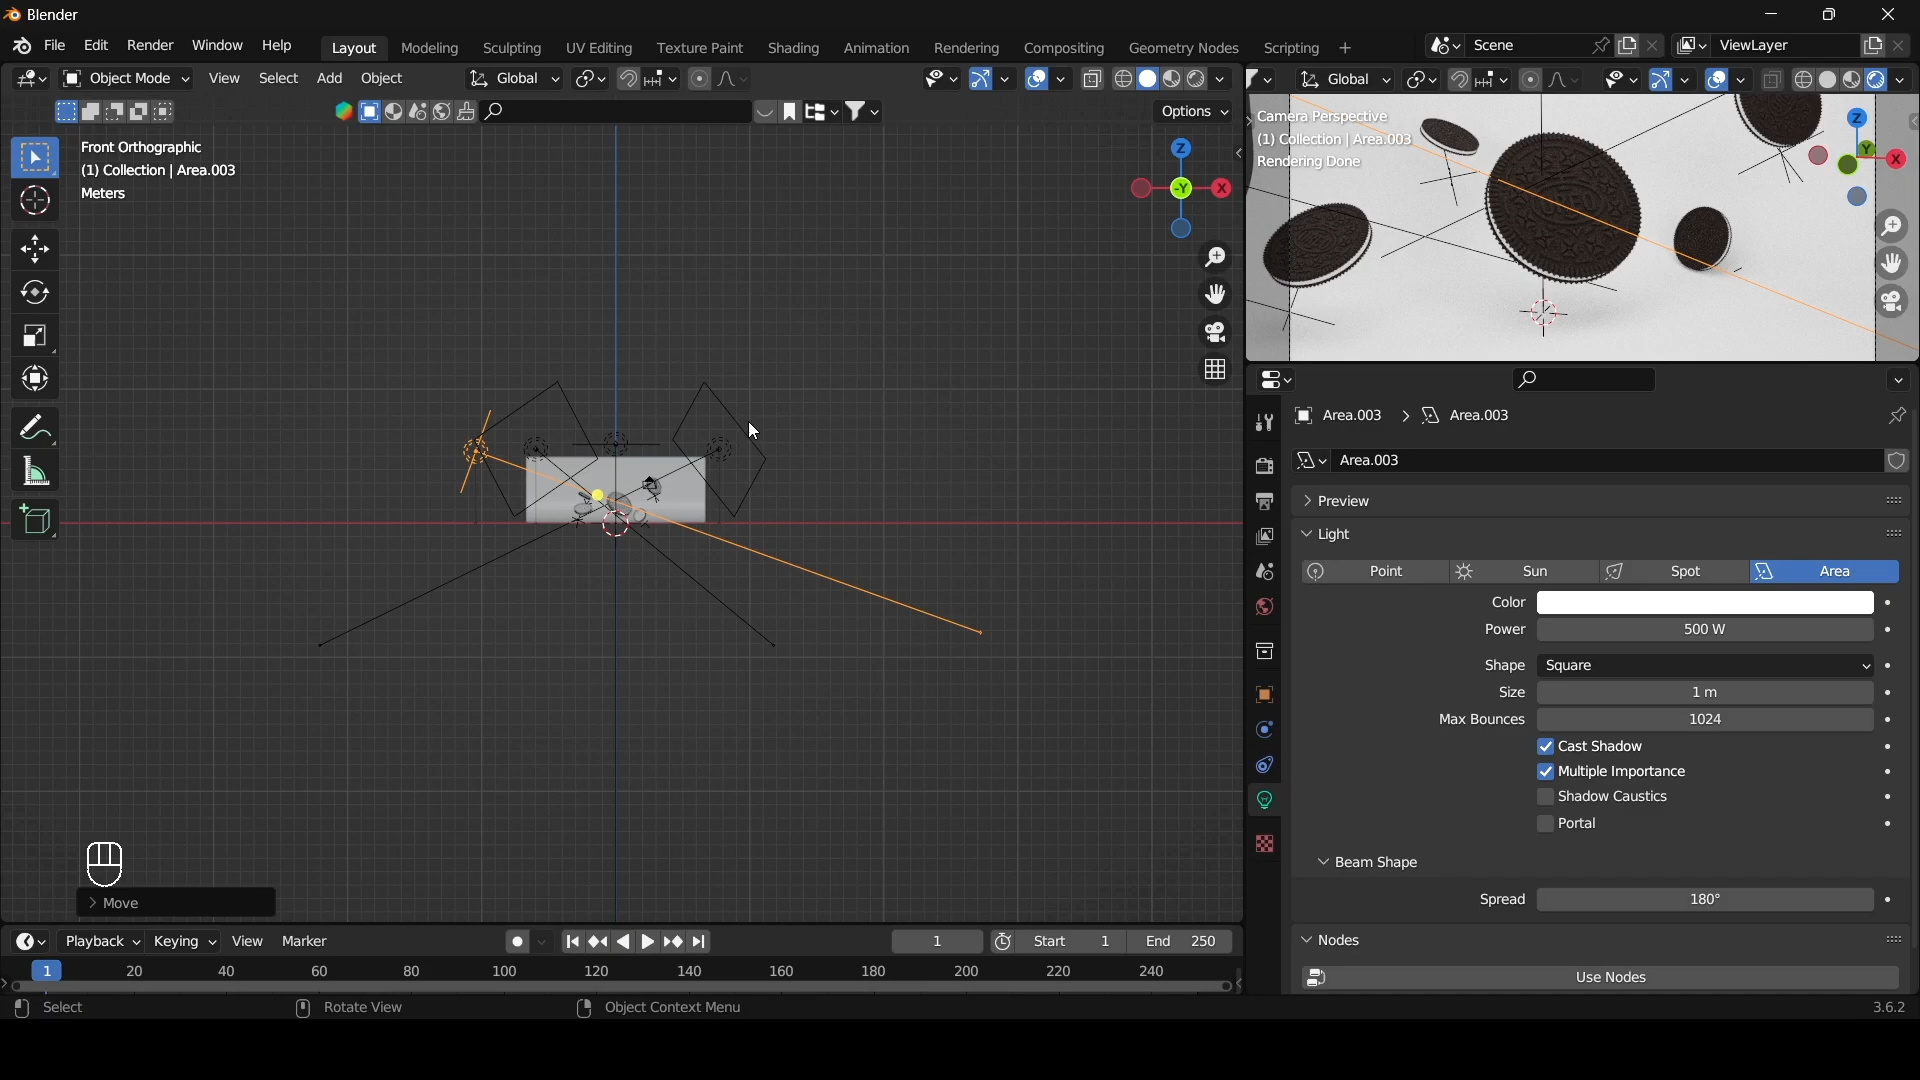 Blender
File Edit Render Window Help Layout Modeling Sculpting UV Editing Texture Paint Shading Animation Rendering Compositing Geometry Nodes Scripting + Scene ViewLayer
Object Mode View Select Add Object Global Global
Options
Front Orthographic
(1) Collection | Area.003
Meters
Z
-Y
X
Camera Perspective
(1) Collection | Area.003
Rendering Done
Z
Y
X
OREO
Area.003 > Area.003
Area.003
Preview
Light
Point Sun Spot Area
Color
Power 500 W
Shape Square
Size 1 m
Max Bounces 1024
Cast Shadow
Multiple Importance
Shadow Caustics
Portal
Beam Shape
Spread 180°
Nodes
Use Nodes
> Move
Playback Keying View Marker 1 Start 1 End 250
1 20 40 60 80 100 120 140 160 180 200 220 240
Select Rotate View Object Context Menu 3.6.2